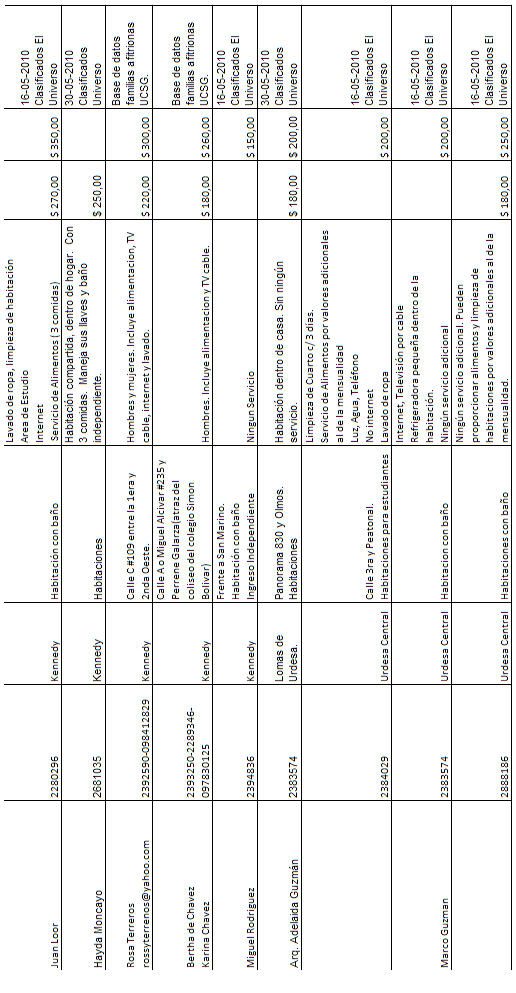 Juan Loor
2280296
Kennedy
Habitación con baño
Lavado de ropa, limpieza de habitación
Area de Estudio
Internet
Servicio de Alimentos ( 3 comidas)
$ 270,00
$ 350,00
16-05-2010
Clasificados El
Universo
Hayda Moncayo
2681035
Kennedy
Habitaciones
Habitación compartida, dentro de hogar. Con
3 comidas. Maneja sus llaves y baño
independiente.
$ 250,00
30-05-2010
Clasificados
Universo
Rosa Terreros
rossyterrenos@yahoo.com
2392590-098412829
Kennedy
Calle C #109 entre la 1era y
2nda Oeste.
Hombres y mujeres. Incluye alimentacion, TV
cable, internet y lavado.
$ 220,00
$ 300,00
Base de datos
familias afitrionas
UCSG.
Bertha de Chavez
Karina Chavez
2393250-2289346-
097830125
Kennedy
Calle A o Miguel Alcivar #235 y
Perrene Galarza(atraz del
coliseo del colegio Simon
Bolivar)
Hombres. Incluye alimentacion y TV cable.
$ 180,00
$ 260,00
Base de datos
familias afitrionas
UCSG.
Miguel Rodriguez
2394836
Kennedy
Frente a San Marino.
Habitación con baño
Ingreso Independiente
Ningun Servicio
$ 150,00
16-05-2010
Clasificados El
Universo
Arq. Adelaida Guzmán
2383574
Lomas de
Urdesa.
Panorama 830 y Olmos.
Habitaciones
Habitación dentro de casa. Sin ningún
servicio.
$ 180,00
$ 200,00
30-05-2010
Clasificados
Universo
2384029
Urdesa Central
Calle 3ra y Peatonal.
Habitaciones para estudiantes
Limpieza de Cuarto c/ 3 días.
Servicio de Alimentos por valores adicionales
al de la mensualidad
Luz, Agua, Teléfono
No internet
Lavado de ropa
$ 200,00
16-05-2010
Clasificados El
Universo
Marco Guzman
2383574
Urdesa Central
Habitación con baño
Internet, Televisión por cable
Refrigeradora pequeña dentro de la
habitación.
Ningún servicio adicional
$ 200,00
16-05-2010
Clasificados El
Universo
2888186
Urdesa Central
Habitaciones con baño
Ningún servicio adicional. Pueden
proporcionar alimentos y limpieza de
habitaciones por valores adicionales al de la
mensualidad.
$ 180,00
$ 250,00
16-05-2010
Clasificados El
Universo